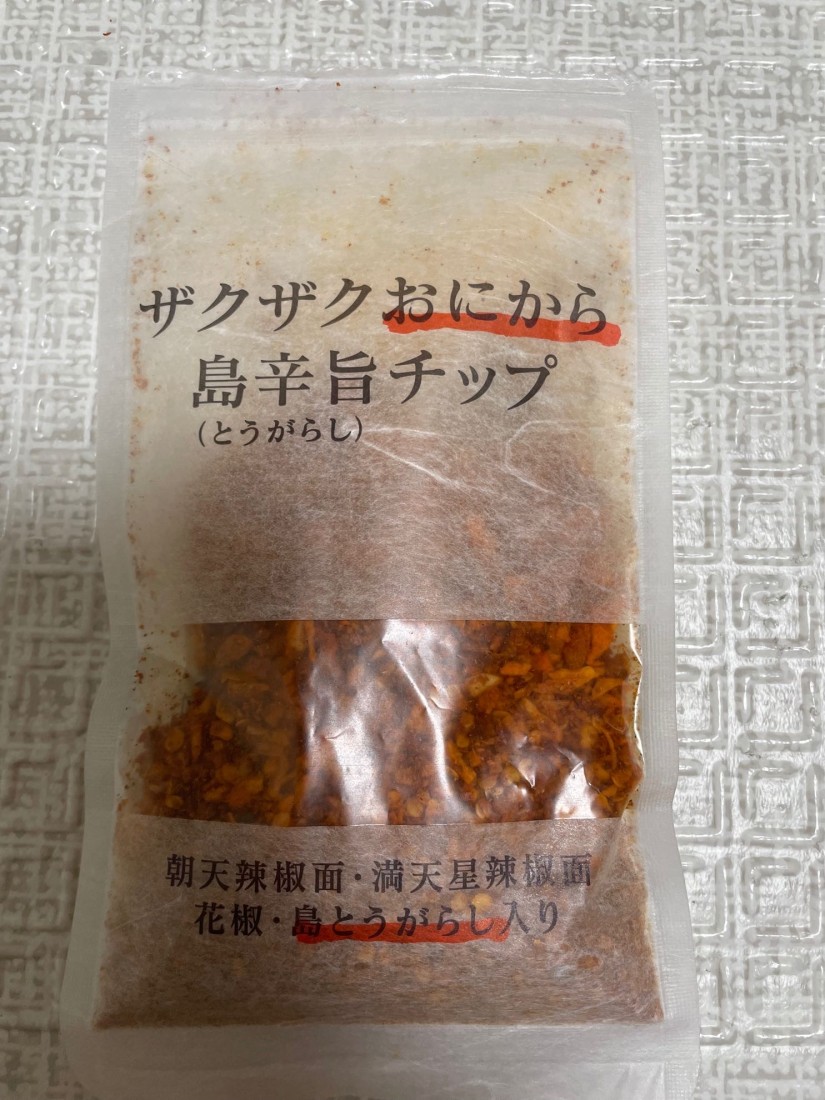 ザクザクおにから
島辛旨チップ
(とうがらし)
朝天辣椒面・満天星辣椒面
花椒・島とうがらし入り